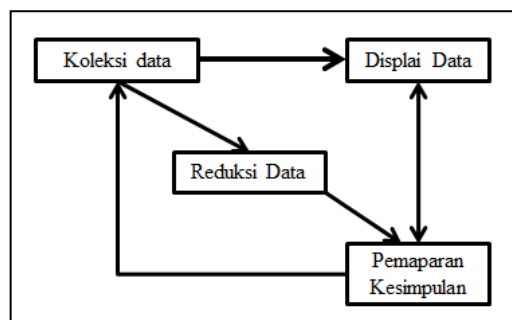 Koleksi data
Displai Data
Reduksi Data
Pemaparan
Kesimpulan